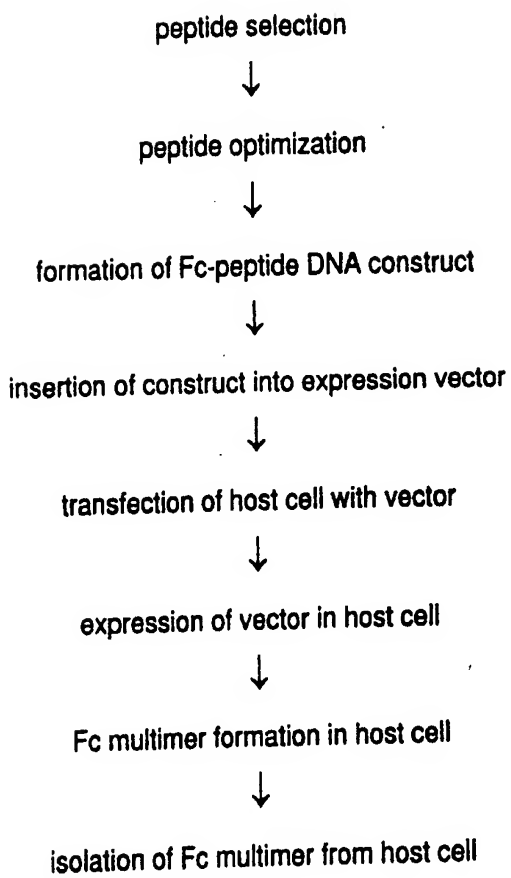 peptide selection
↓
peptide optimization
↓
formation of Fc-peptide DNA construct
↓
insertion of construct into expression vector
↓
transfection of host cell with vector
↓
expression of vector in host cell
↓
Fc multimer formation in host cell
↓
isolation of Fc multimer from host cell